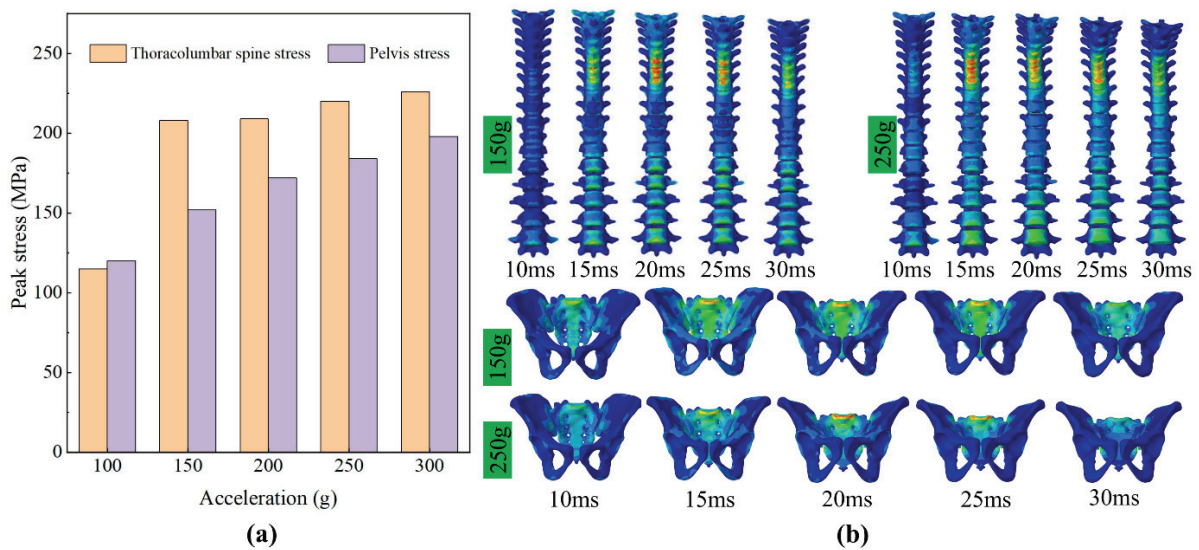 Thoracolumbar spine stress
Pelvis stress
Peak stress (MPa)
250
200
150
100
50
0
100 150 200 250 300
Acceleration (g)
(a)
150g
10ms 15ms 20ms 25ms 30ms
250g
10ms 15ms 20ms 25ms 30ms
150g
250g
10ms 15ms 20ms 25ms 30ms
(b)